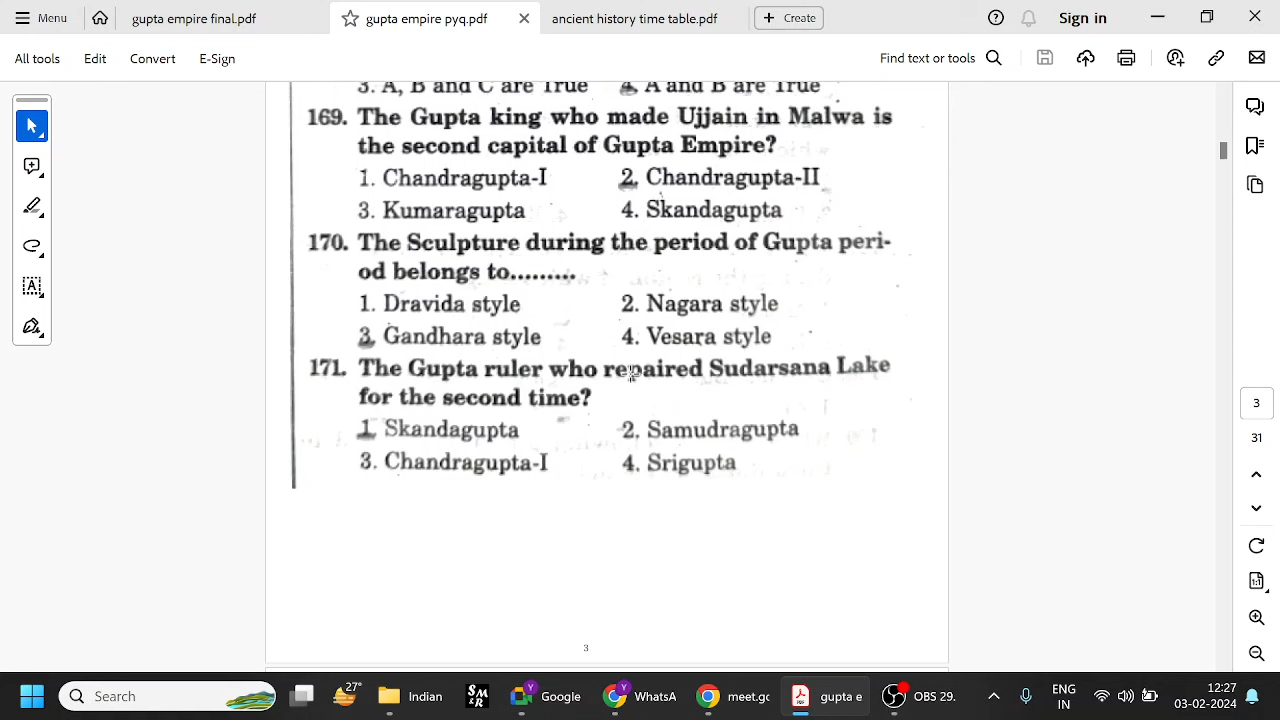 Menu
gupta empire final.pdf
gupta empire pyq.pdf
ancient history time table.pdf
Create
Sign in
All tools
Edit
Convert
E-Sign
Find text or tools
3. A, B and C are True
4. A and B are True
169. The Gupta king who made Ujjain in Malwa is
the second capital of Gupta Empire?
1. Chandragupta-I
2. Chandragupta-II
3. Kumaragupta
4. Skandagupta
170. The Sculpture during the period of Gupta peri-
od belongs to.........
1. Dravida style
2. Nagara style
3. Gandhara style
4. Vesara style
171. The Gupta ruler who repaired Sudarsana Lake
for the second time?
1. Skandagupta
2. Samudragupta
3. Chandragupta-I
4. Srigupta
3
3
31
1:1
Search
27°
Indian
Google
WhatsA
meet.gc
gupta e
OBS 29
ENG
IN
12:27
03-02-2024